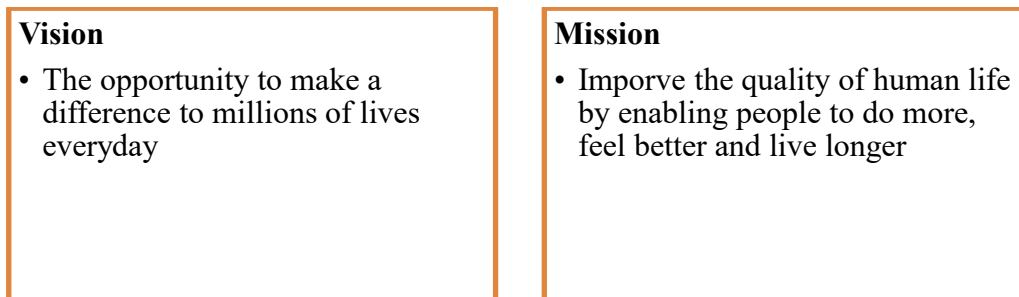 Vision
• The opportunity to make a
difference to millions of lives
everyday
Mission
• Imporve the quality of human life
by enabling people to do more,
feel better and live longer